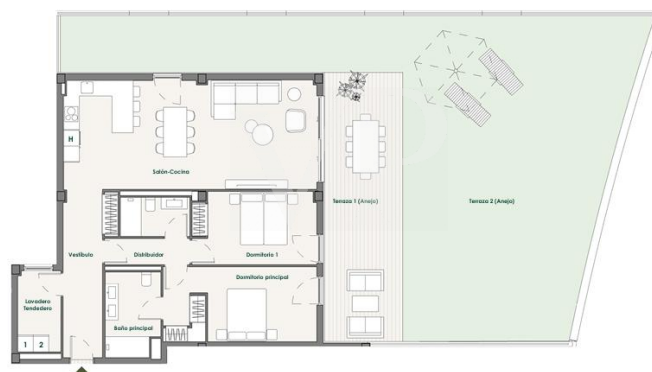 H
Salón-Cocina
Terraza 1 (Anejo)
Terraza 2 (Anejo)
Vestíbulo
Distribuidor
Dormitorio 1
Dormitorio principal
Lavadero
Tendedero
Baño principal
1 2